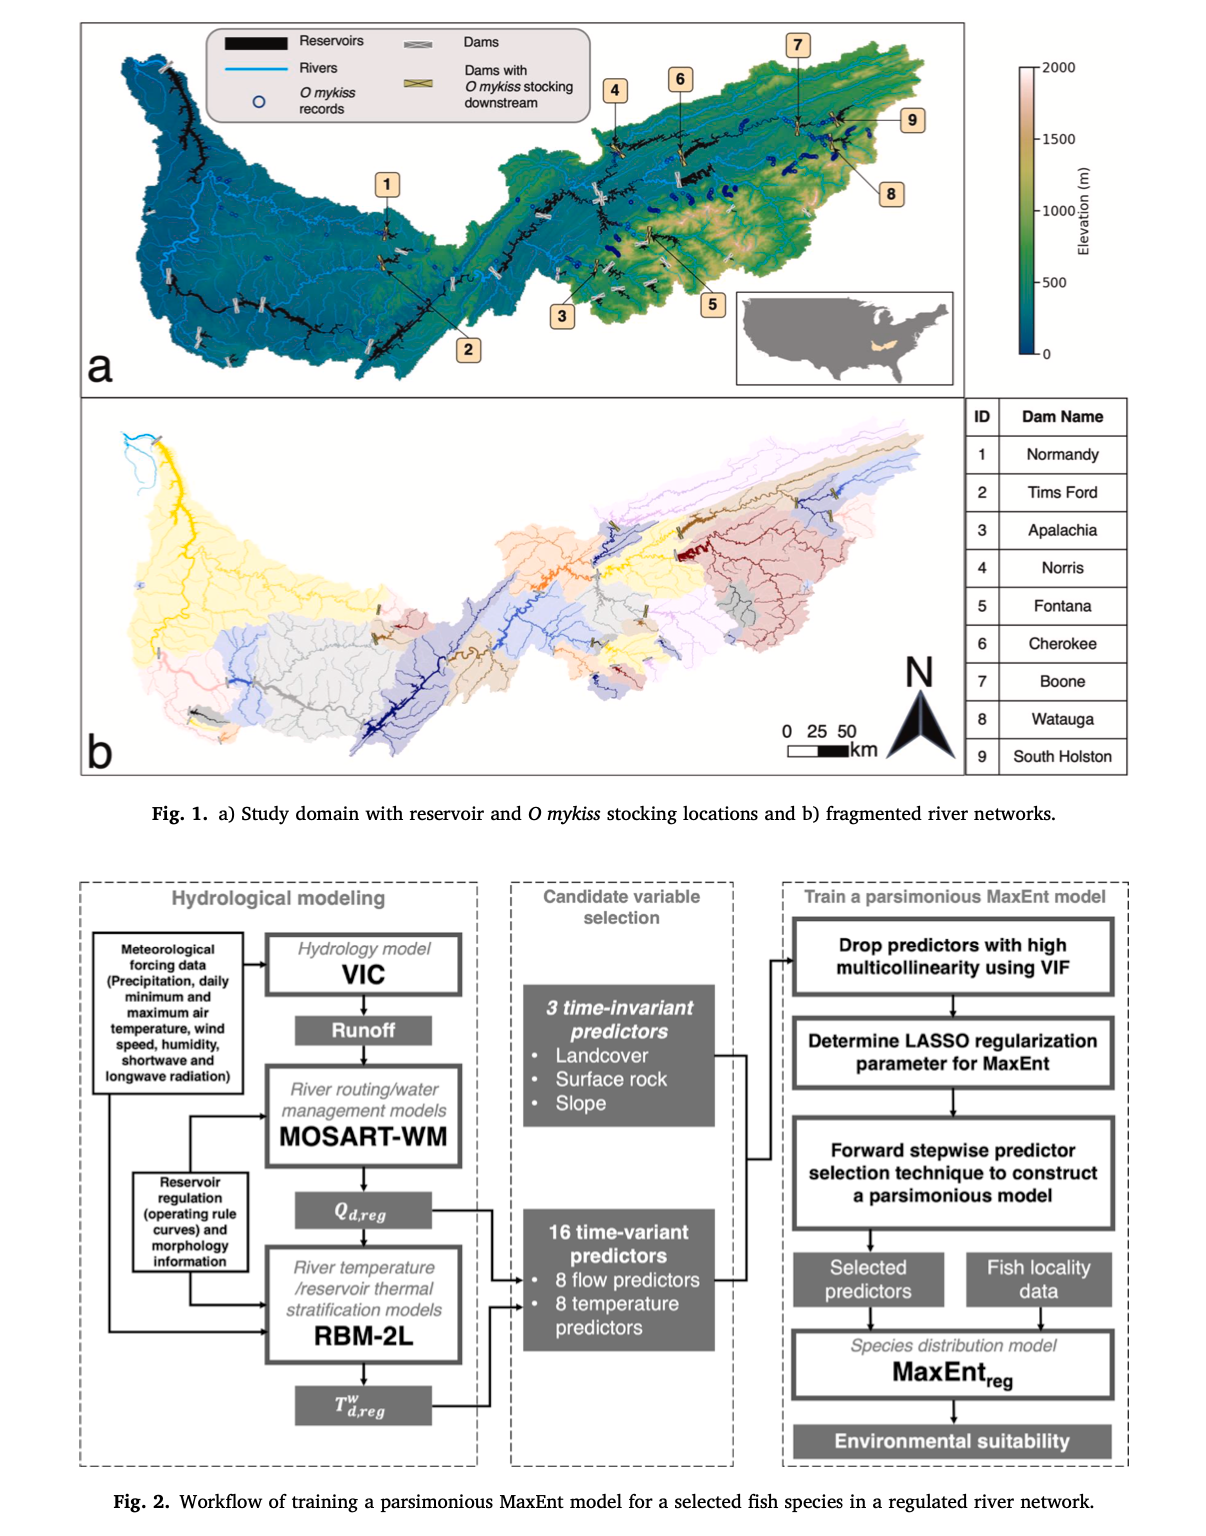 Reservoirs
Rivers
O mykiss
records
Dams
Dams with
O mykiss stocking
downstream
1
2
3
4
5
6
7
8
9
a
2000
1500
1000
500
0
Elevation (m)
b
N
0 25 50
km
ID Dam Name
1 Normandy
2 Tims Ford
3 Apalachia
4 Norris
5 Fontana
6 Cherokee
7 Boone
8 Watauga
9 South Holston
Fig. 1. a) Study domain with reservoir and O mykiss stocking locations and b) fragmented river networks.
Hydrological modeling
Meteorological
forcing data
(Precipitation, daily
minimum and
maximum air
temperature, wind
speed, humidity,
shortwave and
longwave radiation)
Hydrology model
VIC
Runoff
River routing/water
management models
MOSART-WM
Reservoir
regulation
(operating rule
curves) and
morphology
information
Q_{d,reg}
River temperature
/reservoir thermal
stratification models
RBM-2L
T^w_{d,reg}
Candidate variable
selection
3 time-invariant
predictors
• Landcover
• Surface rock
• Slope
16 time-variant
predictors
• 8 flow predictors
• 8 temperature
predictors
Train a parsimonious MaxEnt model
Drop predictors with high
multicollinearity using VIF
Determine LASSO regularization
parameter for MaxEnt
Forward stepwise predictor
selection technique to construct
a parsimonious model
Selected
predictors
Fish locality
data
Species distribution model
MaxEnt_{reg}
Environmental suitability
Fig. 2. Workflow of training a parsimonious MaxEnt model for a selected fish species in a regulated river network.